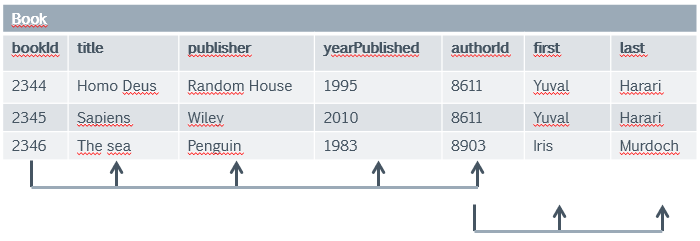 Book
bookId title publisher yearPublished authorId first last
2344 Homo Deus Random House 1995 8611 Yuval Harari
2345 Sapiens Wiley 2010 8611 Yuval Harari
2346 The sea Penguin 1983 8903 Iris Murdoch